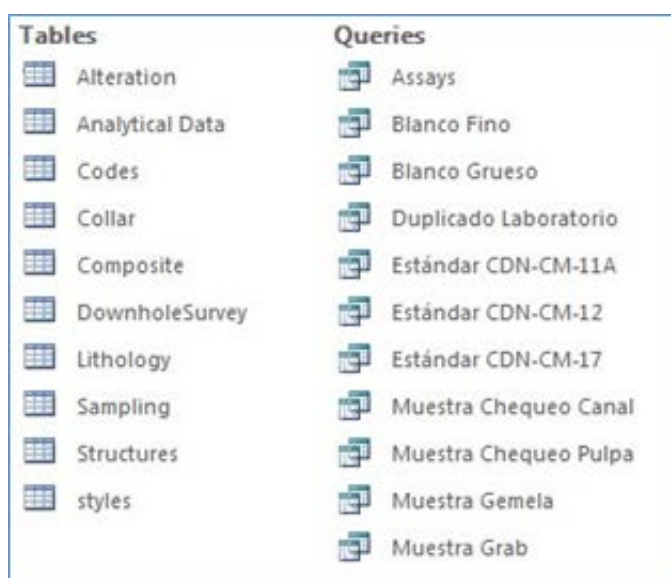 Tables
Alteration
Analytical Data
Codes
Collar
Composite
DownholeSurvey
Lithology
Sampling
Structures
styles
Queries
Assays
Blanco Fino
Blanco Grueso
Duplicado Laboratorio
Estándar CDN-CM-11A
Estándar CDN-CM-12
Estándar CDN-CM-17
Muestra Chequeo Canal
Muestra Chequeo Pulpa
Muestra Gemela
Muestra Grab